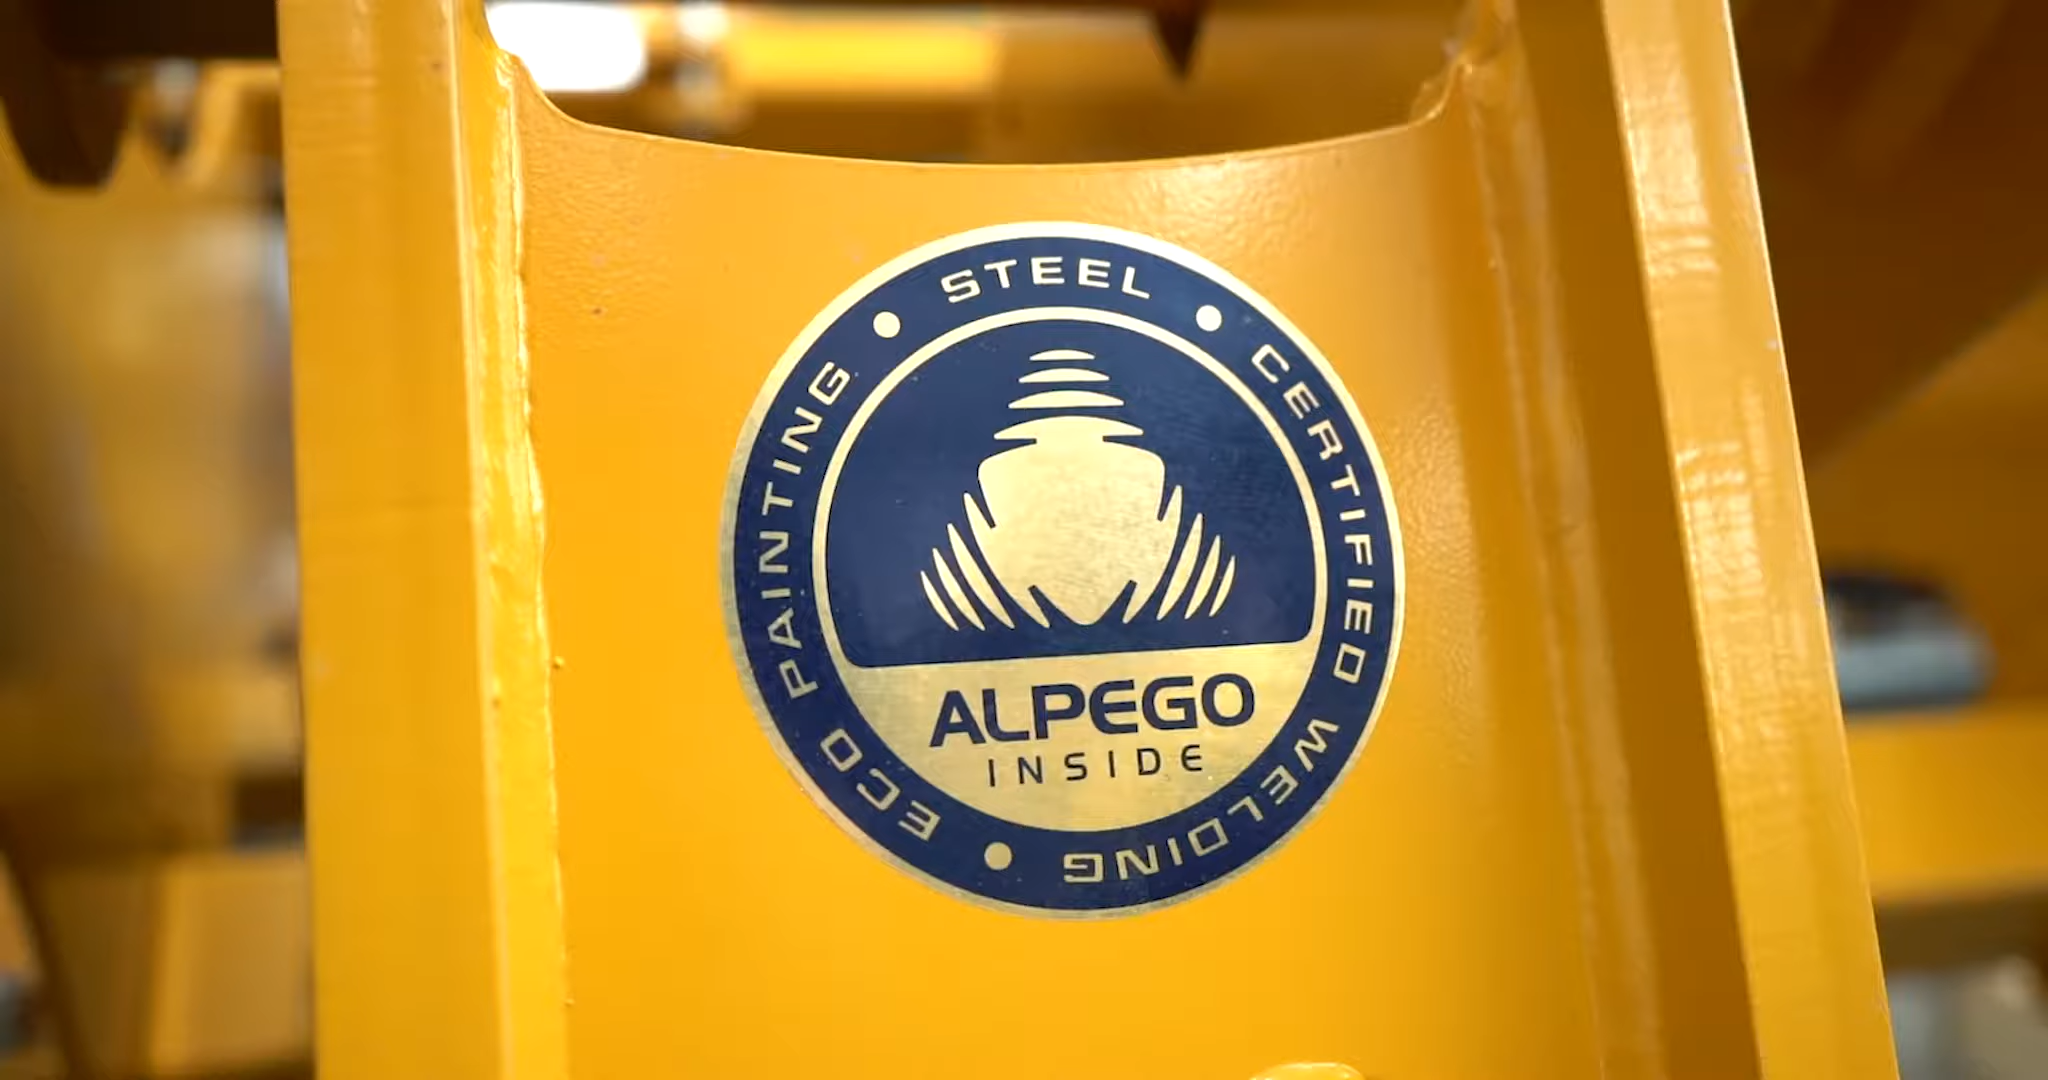 STEEL • CERTIFIED WELDING • ECO PAINTING •
ALPEGO
INSIDE